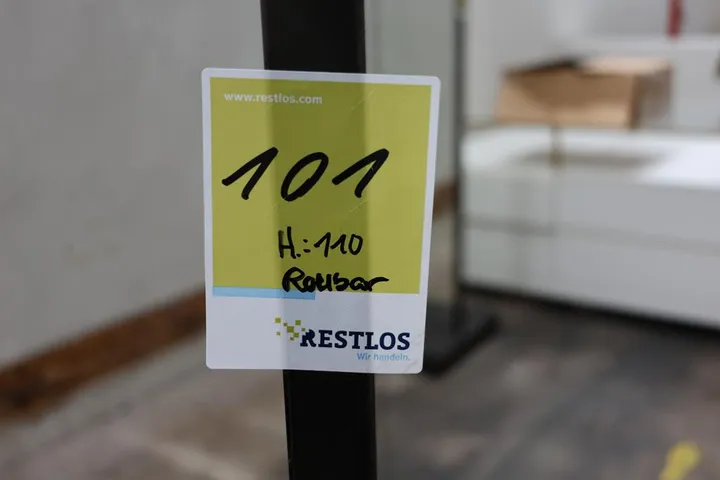 www.restlos.com
101
H.: 110
Rollbar
RESTLOS
Wir handeln.